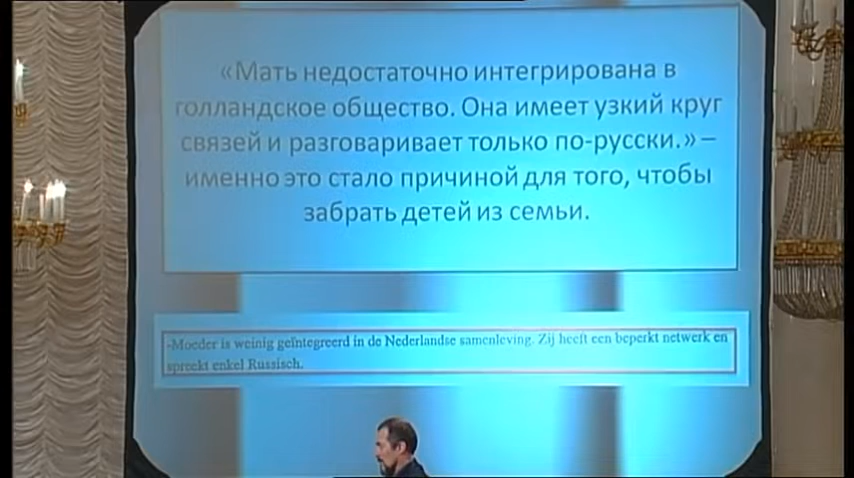 «Мать недостаточно интегрирована в
голландское общество. Она имеет узкий круг
связей и разговаривает только по-русски.» –
именно это стало причиной для того, чтобы
забрать детей из семьи.
-Moeder is weinig geïntegreerd in de Nederlandse samenleving. Zij heeft een beperkt netwerk en
spreekt enkel Russisch.